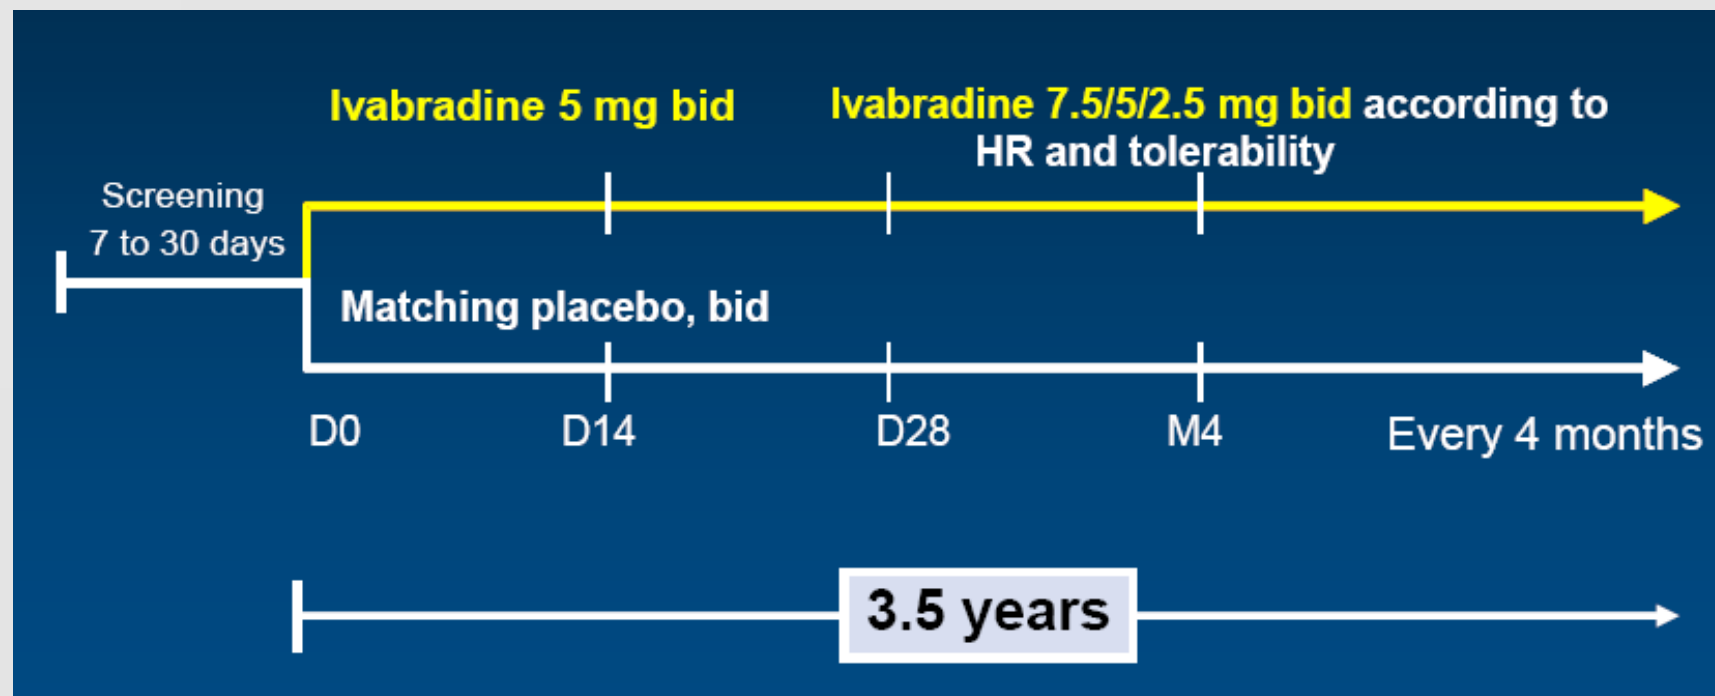 Ivabradine 5 mg bid
Ivabradine 7.5/5/2.5 mg bid according to
HR and tolerability
Screening
7 to 30 days
Matching placebo, bid
D0
D14
D28
M4
Every 4 months
3.5 years